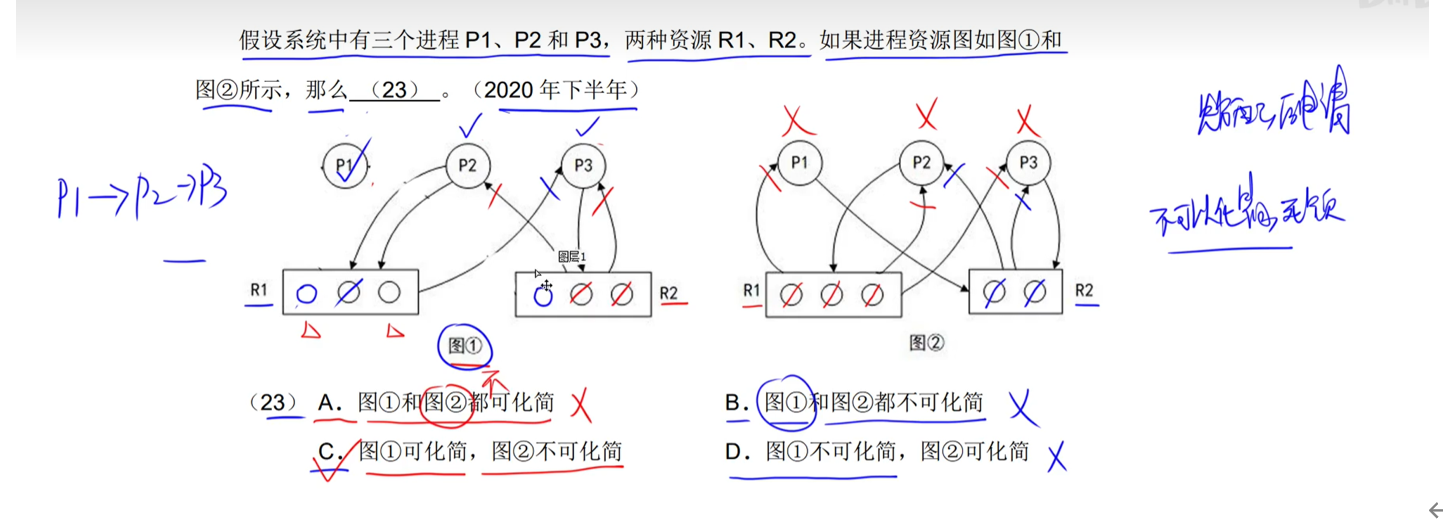 假设系统中有三个进程 P1、P2 和 P3，两种资源 R1、R2。如果进程资源图如图①和
图②所示，那么 （23） 。（2020 年下半年）
P1 P2 P3 P1 P2 P3
P1→P2→P3
不可以化简，死锁
图层1
R1 R2 R1 R2
图① 图②
不
（23） A. 图①和图②都可化简 B. 图①和图②都不可化简
C. 图①可化简，图②不可化简 D. 图①不可化简，图②可化简